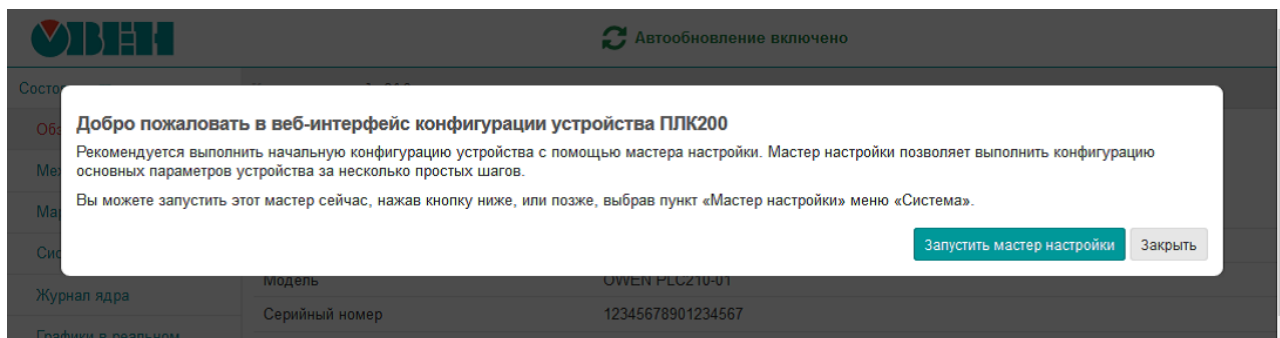 ОВЕН
Автообновление включено
Добро пожаловать в веб-интерфейс конфигурации устройства ПЛК200
Рекомендуется выполнить начальную конфигурацию устройства с помощью мастера настройки. Мастер настройки позволяет выполнить конфигурацию
основных параметров устройства за несколько простых шагов.
Вы можете запустить этот мастер сейчас, нажав кнопку ниже, или позже, выбрав пункт «Мастер настройки» меню «Система».
Запустить мастер настройки Закрыть
Модель OWEN PLC210-01
Журнал ядра
Серийный номер 12345678901234567
Графики в реальном